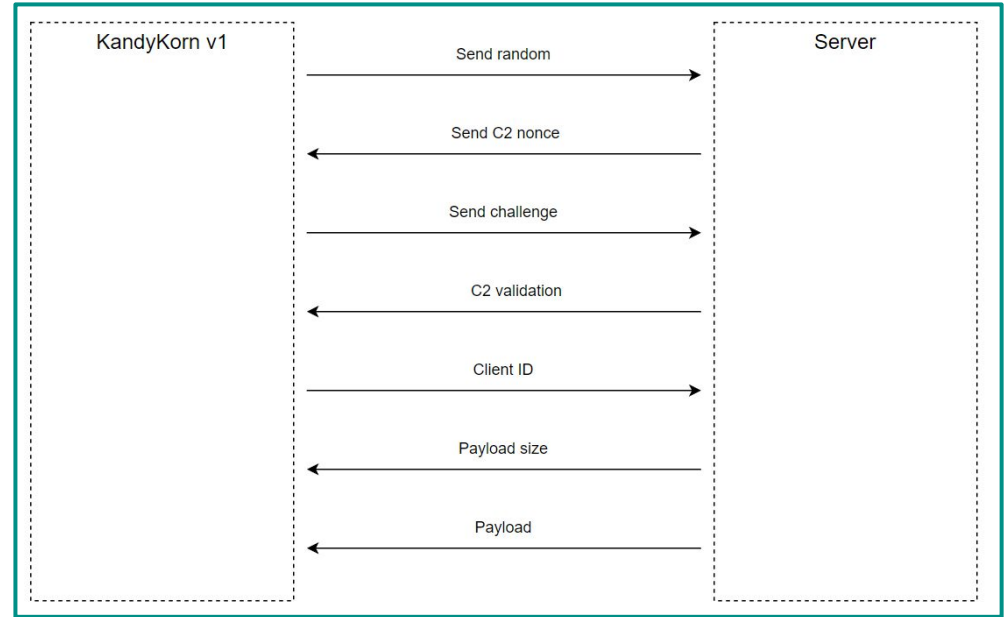 KandyKorn v1
Server
Send random
Send C2 nonce
Send challenge
C2 validation
Client ID
Payload size
Payload